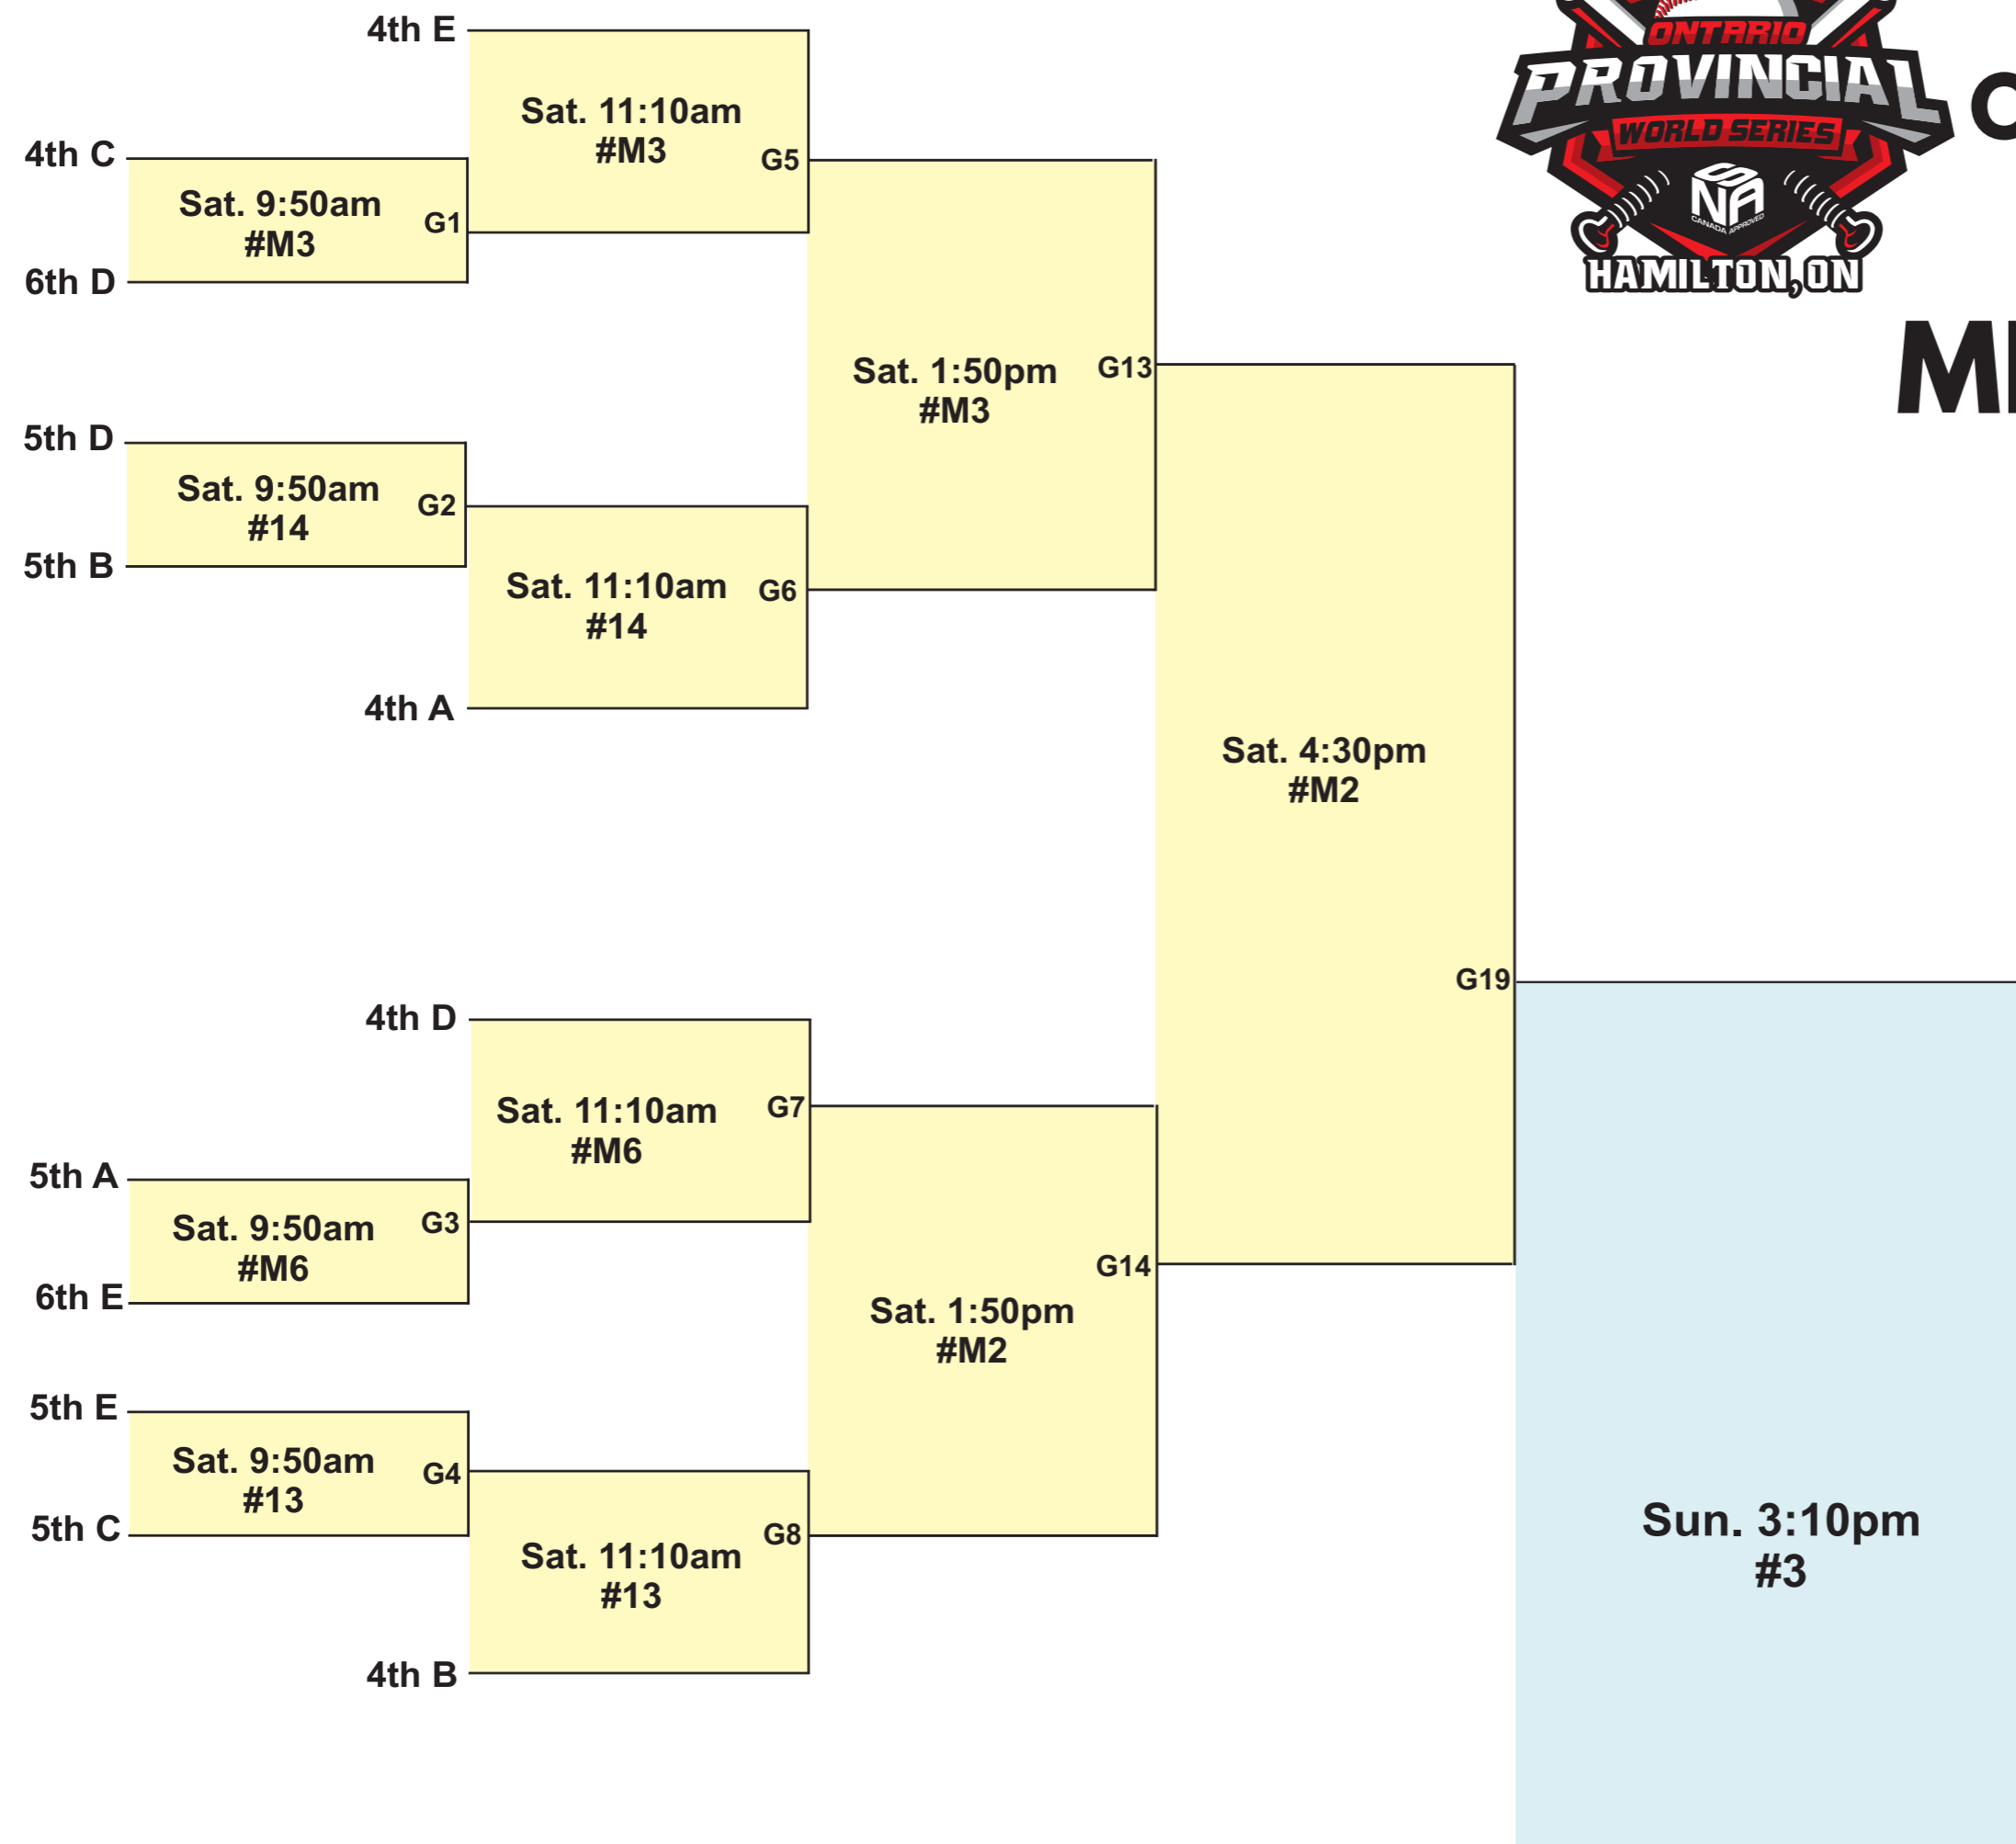 4th E
Sat. 11:10am
#M3
G5
4th C
Sat. 9:50am
#M3
G1
6th D
5th D
Sat. 9:50am
#14
G2
5th B
Sat. 11:10am
#14
G6
4th A
Sat. 1:50pm
#M3
G13
Sat. 4:30pm
#M2
G19
4th D
Sat. 11:10am
#M6
G7
5th A
Sat. 9:50am
#M6
G3
6th E
5th E
Sat. 9:50am
#13
G4
5th C
Sat. 11:10am
#13
G8
4th B
Sat. 1:50pm
#M2
G14
Sun. 3:10pm
#3
ONTARIO
PROVINCIAL
WORLD SERIES
NSA
CANADA APPROVED
HAMILTON, ON